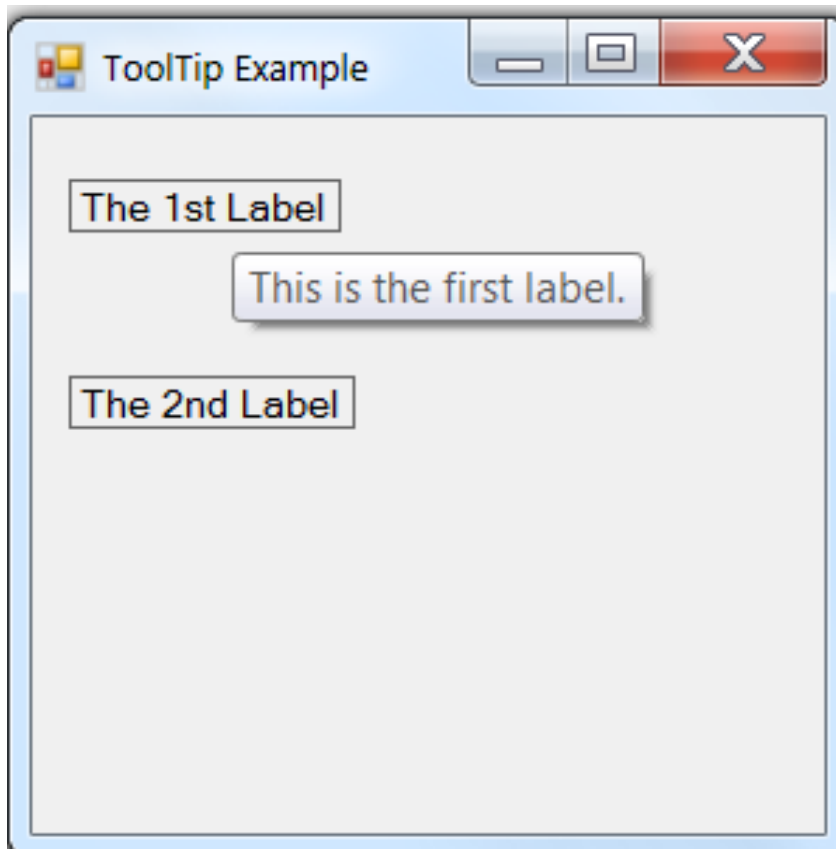 ToolTip Example
The 1st Label
This is the first label.
The 2nd Label